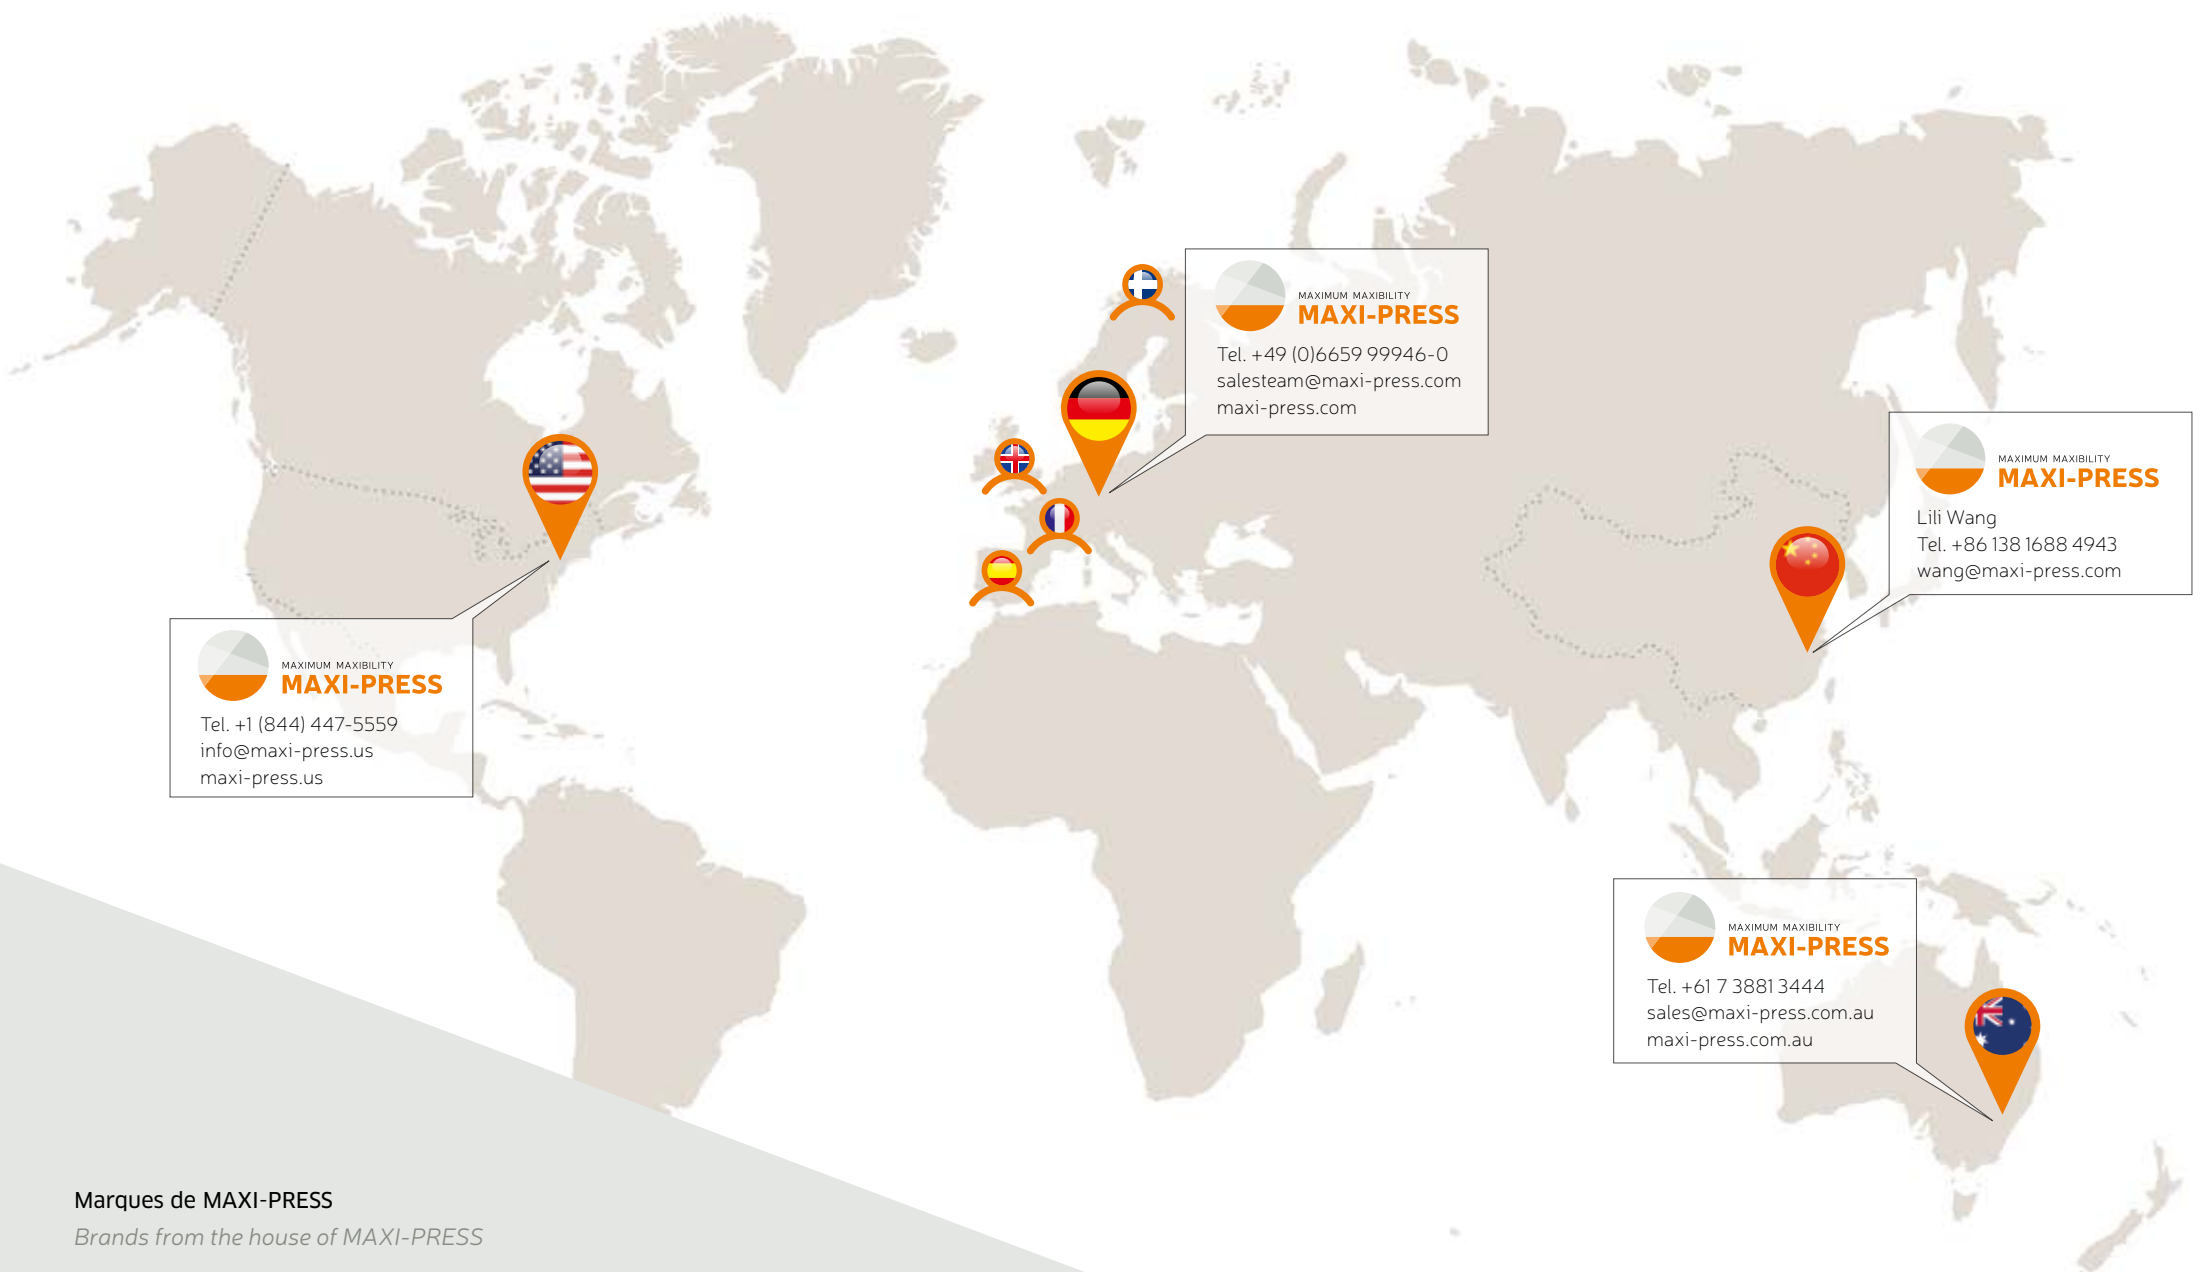 MAXIMUM MAXIBILITY
MAXI-PRESS
Tel. +49 (0)6659 99946-0
salesteam@maxi-press.com
maxi-press.com
MAXIMUM MAXIBILITY
MAXI-PRESS
Lili Wang
Tel. +86 138 1688 4943
wang@maxi-press.com
MAXIMUM MAXIBILITY
MAXI-PRESS
Tel. +1 (844) 447-5559
info@maxi-press.us
maxi-press.us
MAXIMUM MAXIBILITY
MAXI-PRESS
Tel. +61 7 3881 3444
sales@maxi-press.com.au
maxi-press.com.au
Marques de MAXI-PRESS
Brands from the house of MAXI-PRESS